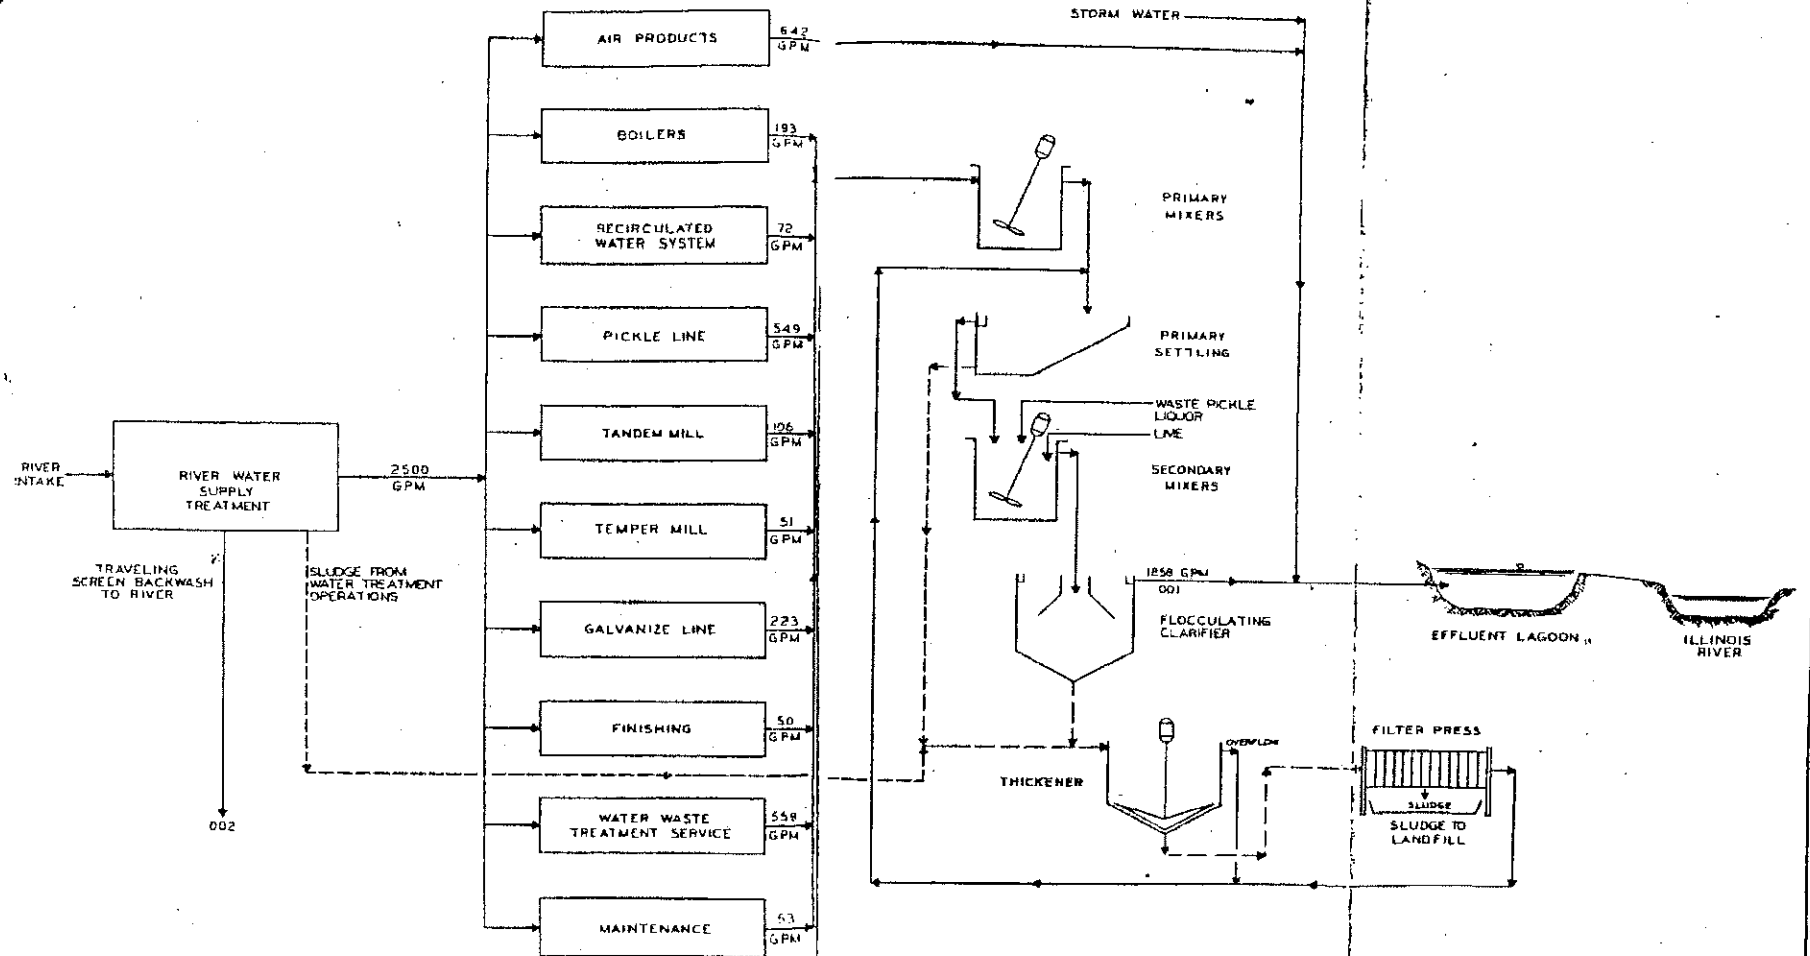 STORM WATER
AIR PRODUCTS
642
GPM
BOILERS
193
GPM
RECIRCULATED
WATER SYSTEM
72
GPM
PICKLE LINE
549
GPM
TANDEM MILL
106
GPM
TEMPER MILL
51
GPM
GALVANIZE LINE
223
GPM
FINISHING
50
GPM
WATER WASTE
TREATMENT SERVICE
GPM
MAINTENANCE
GPM
RIVER
INTAKE
RIVER WATER
SUPPLY
TREATMENT
2500
GPM
TRAVELING
SCREEN BACKWASH
TO RIVER
SLUDGE FROM
WATER TREATMENT
OPERATIONS
002
PRIMARY
MIXERS
PRIMARY
SETTLING
WASTE PICKLE
LIQUOR
LIME
SECONDARY
MIXERS
1858 GPM
001
FLOCCULATING
CLARIFIER
EFFLUENT LAGOON
ILLINOIS
RIVER
OVERFLOW
THICKENER
FILTER PRESS
SLUDGE
SLUDGE TO
LANDFILL